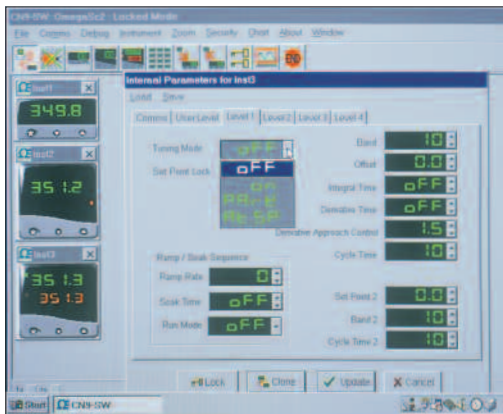 CN9-SW: Omega/Sc2 - Locked Mode
File Comms Debug Instrument Zoom Security Chart About Window
Inst1
349.8
Inst2
351.2
Inst3
351.3
351.3
Internal Parameters for Inst3
Load Save
Comms User Level Level 1 Level 2 Level 3 Level 4
Tuning Mode oFF
oFF
on
PArK
At.SP
Set Point Lock
Ramp / Soak Sequence
Ramp Rate 0
Soak Time oFF
Run Mode oFF
Band 10
Offset 0.0
Integral Time oFF
Derivative Time oFF
Derivative Approach Control 1.5
Cycle Time 10
Set Point 2 0.0
Band 2 10
Cycle Time 2 10
Lock Clone Update Cancel
Start CN9-SW